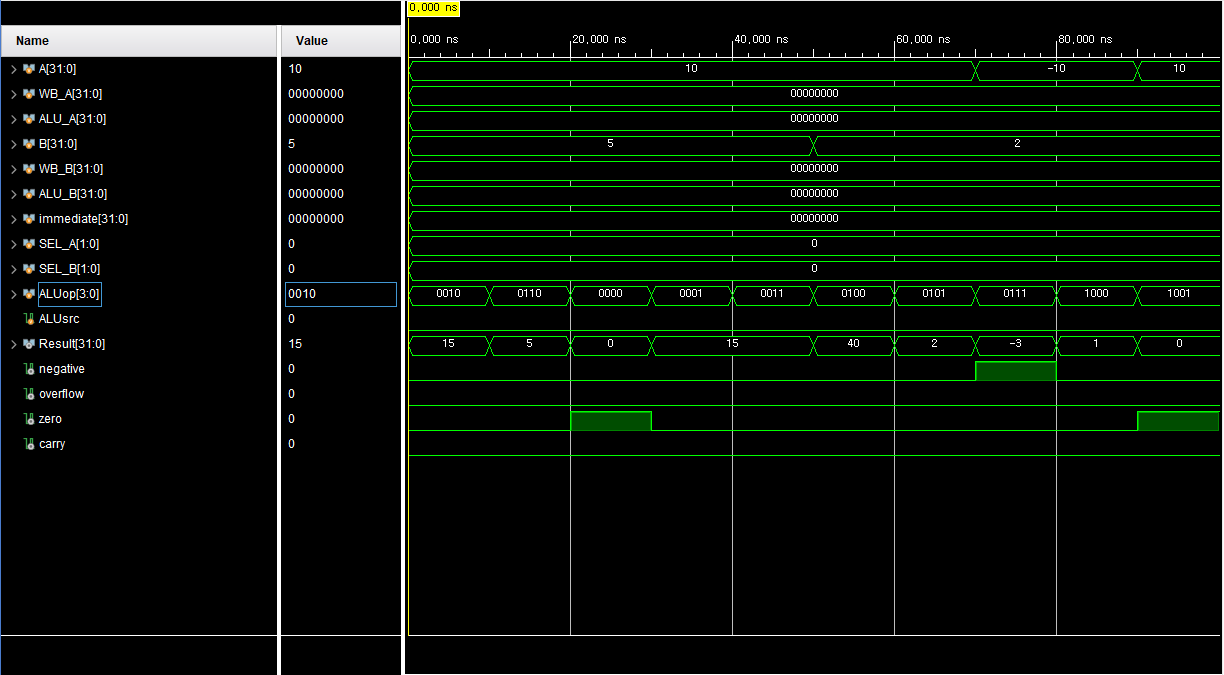 0,000 ns
Name Value
0,000 ns 20,000 ns 40,000 ns 60,000 ns 80,000 ns
A[31:0] 10 10 -10 10
WB_A[31:0] 00000000 00000000
ALU_A[31:0] 00000000 00000000
B[31:0] 5 5 2
WB_B[31:0] 00000000 00000000
ALU_B[31:0] 00000000 00000000
immediate[31:0] 00000000 00000000
SEL_A[1:0] 0 0
SEL_B[1:0] 0 0
ALUop[3:0] 0010 0010 0110 0000 0001 0011 0100 0101 0111 1000 1001
ALUsrc 0
Result[31:0] 15 15 5 0 15 40 2 -3 1 0
negative 0
overflow 0
zero 0
carry 0